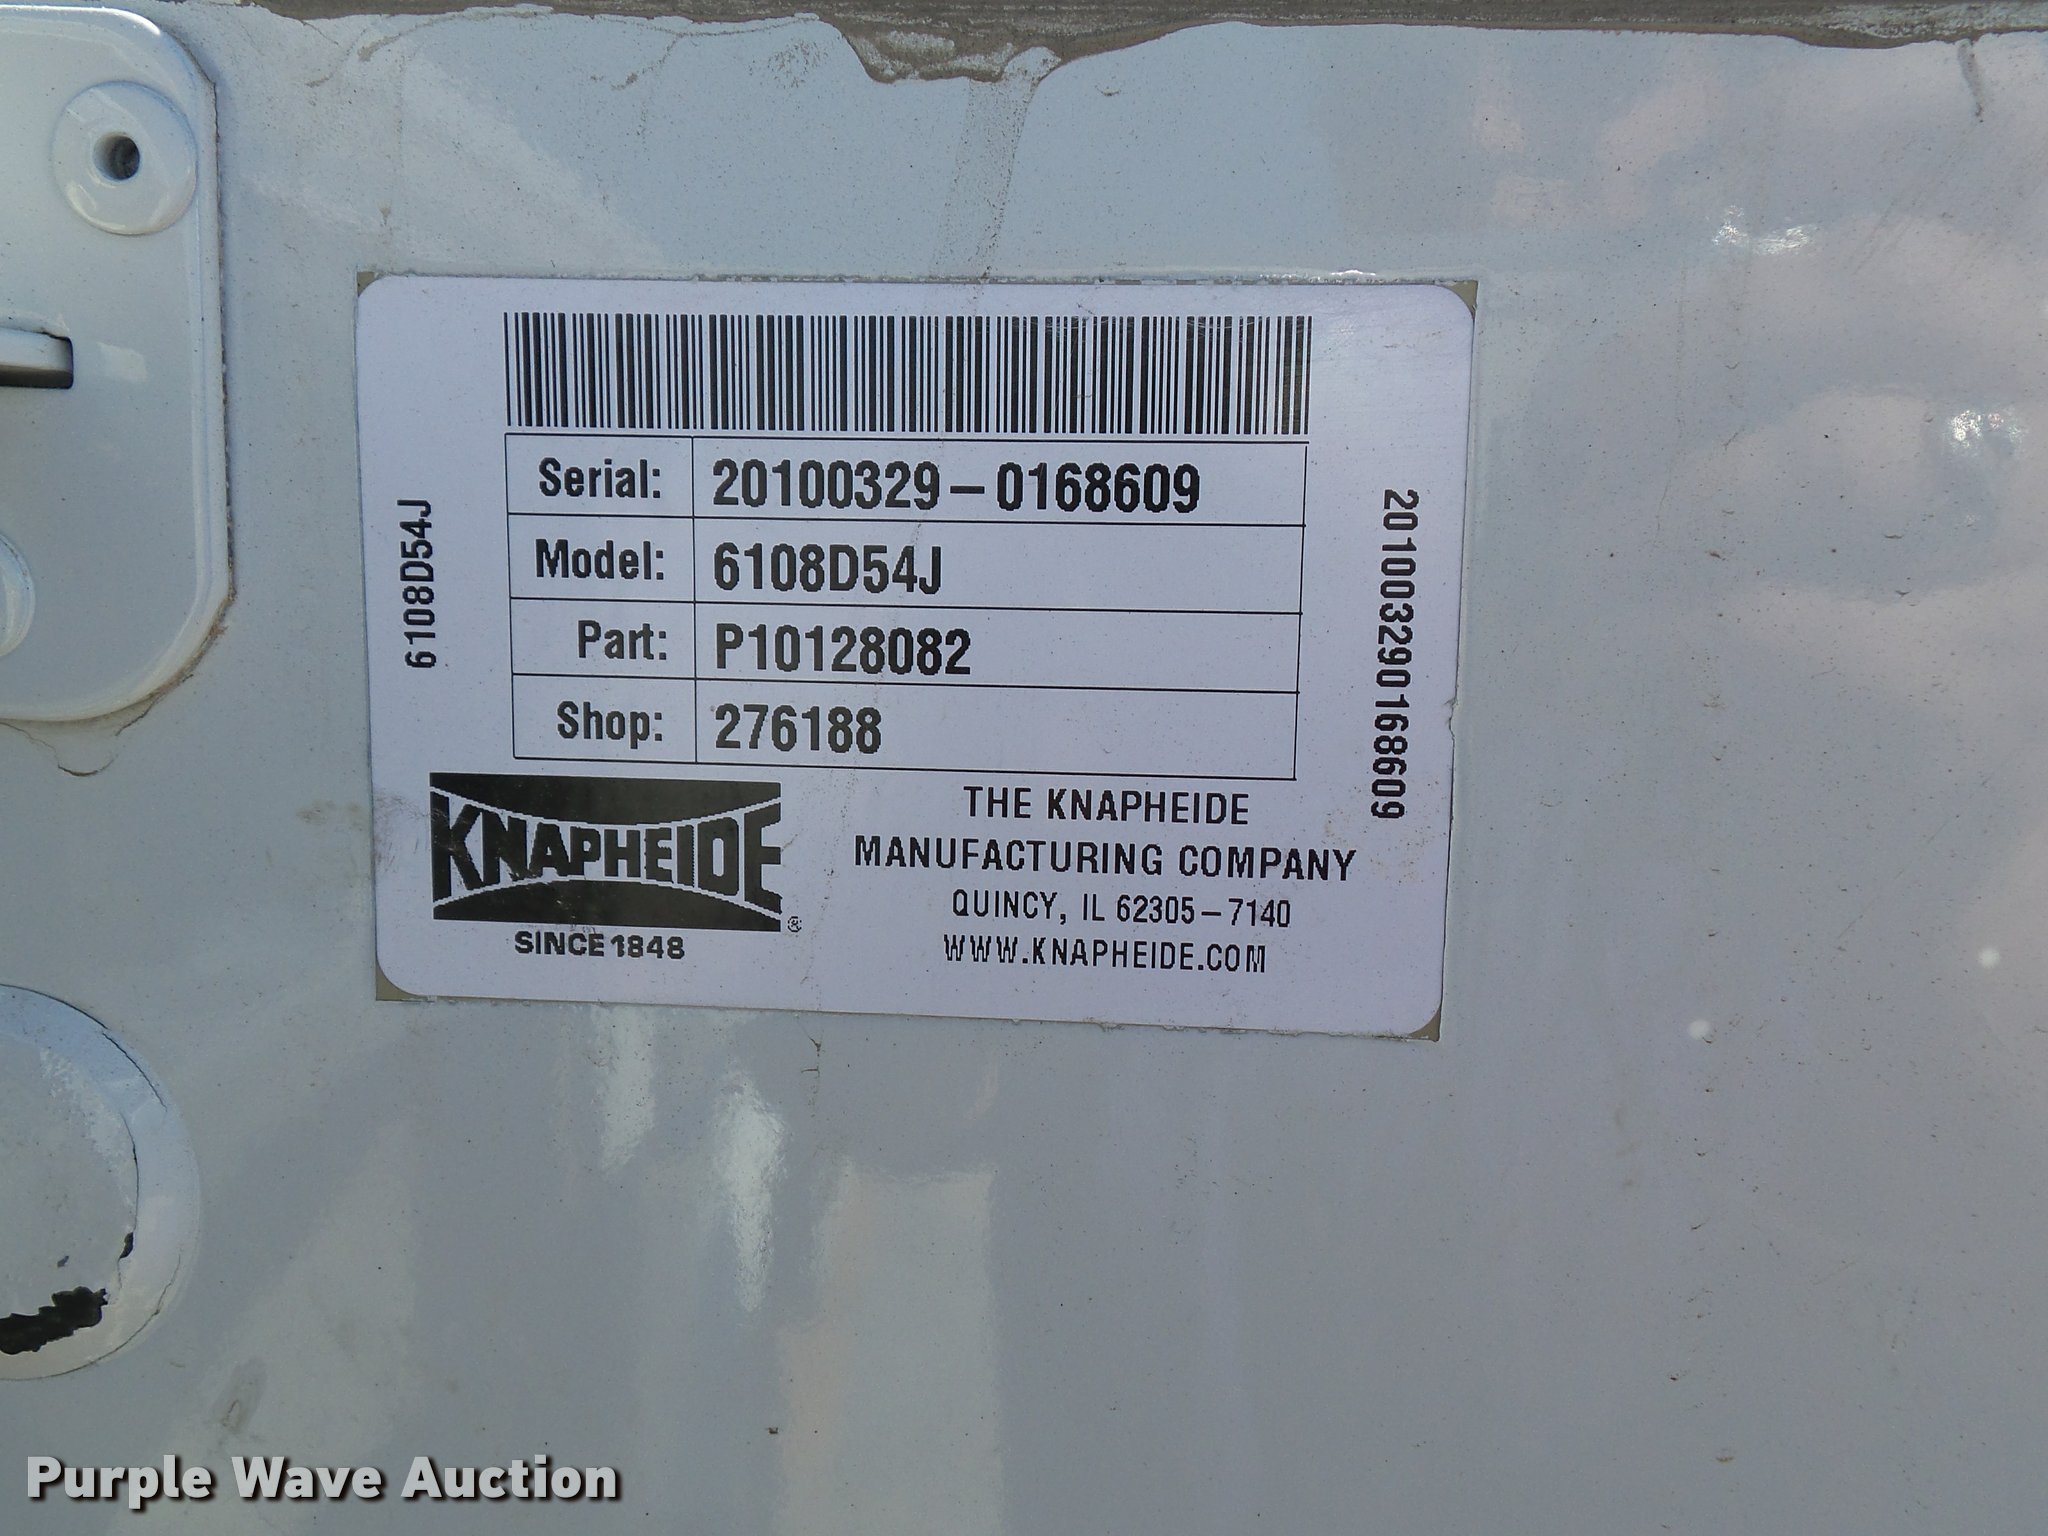 Serial: 20100329-0168609
Model: 6108D54J
Part: P10128082
Shop: 276188
6108D54J
201003290168609
KNAPHEIDE®
SINCE 1848
THE KNAPHEIDE
MANUFACTURING COMPANY
QUINCY, IL 62305-7140
WWW.KNAPHEIDE.COM
Purple Wave Auction